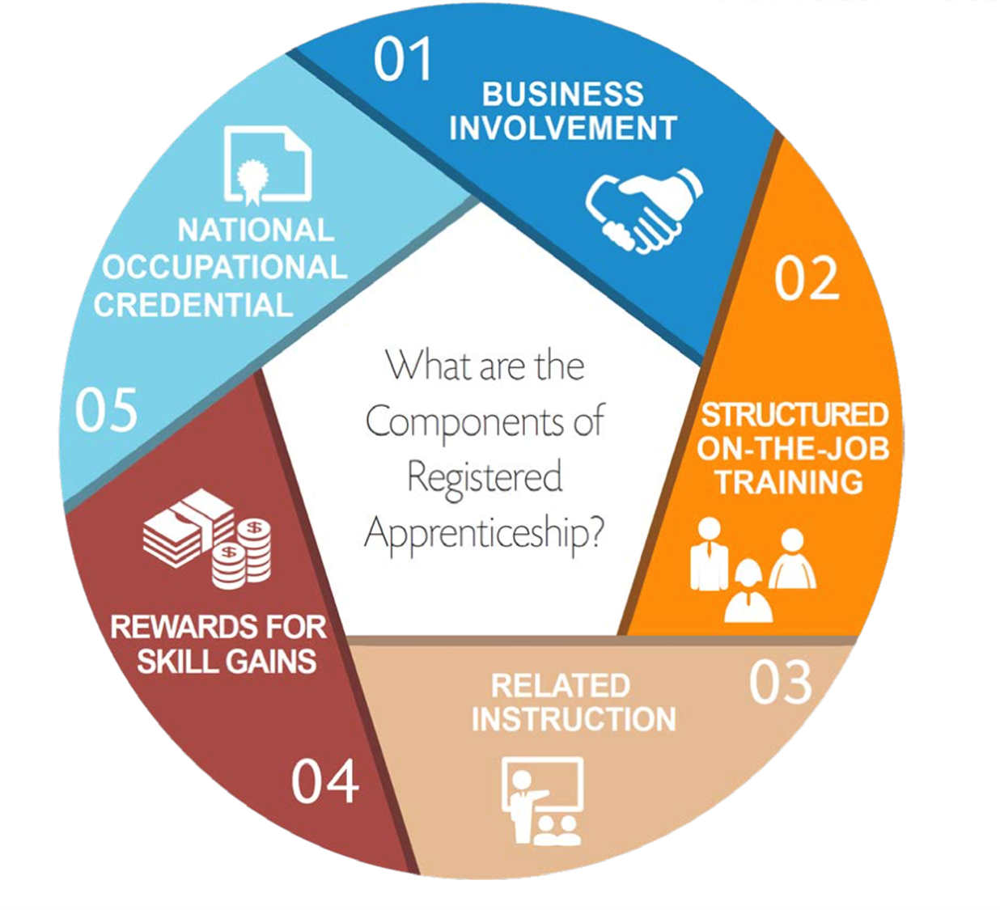 What are the
Components of
Registered
Apprenticeship?
01
BUSINESS
INVOLVEMENT
02
STRUCTURED
ON-THE-JOB
TRAINING
03
RELATED
INSTRUCTION
04
REWARDS FOR
SKILL GAINS
$
$
05
NATIONAL
OCCUPATIONAL
CREDENTIAL